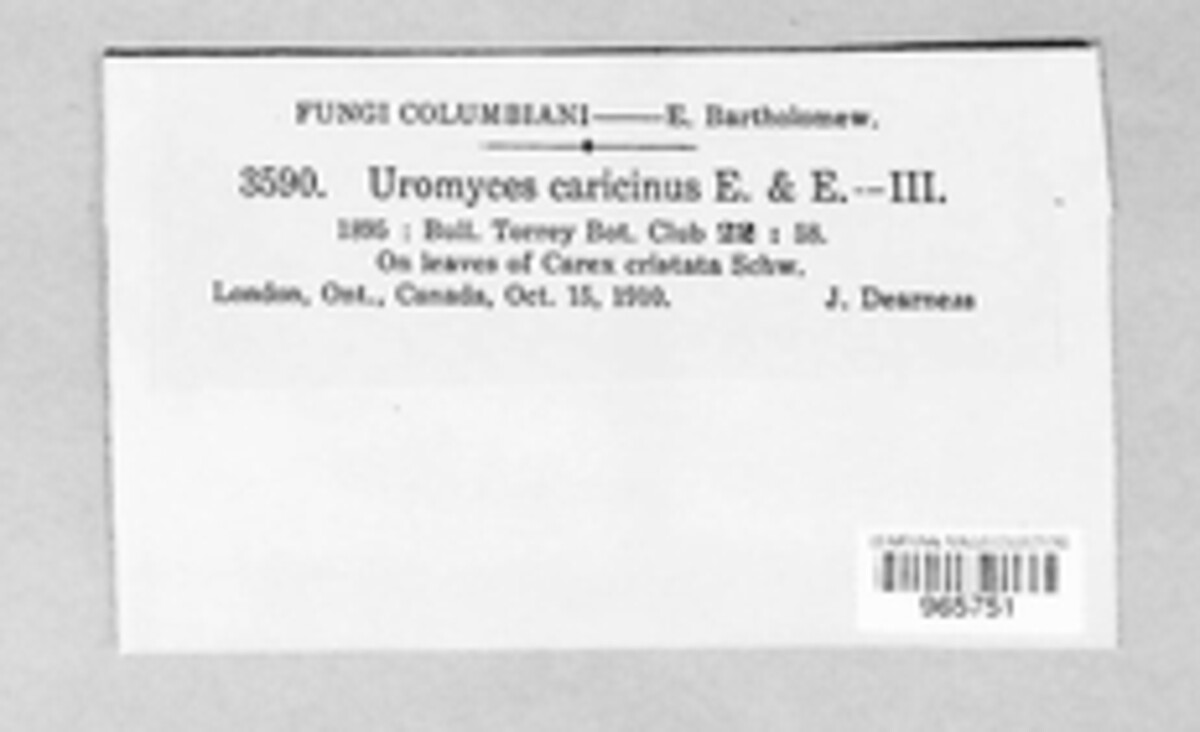 FUNGI COLUMBIANI——E. Bartholomew.
3590. Uromyces caricinus E. & E.--III.
1895 : Bull. Torrey Bot. Club 22 : 58.
On leaves of Carex cristata Schw.
London, Ont., Canada, Oct. 15, 1910.
J. Dearness
965751